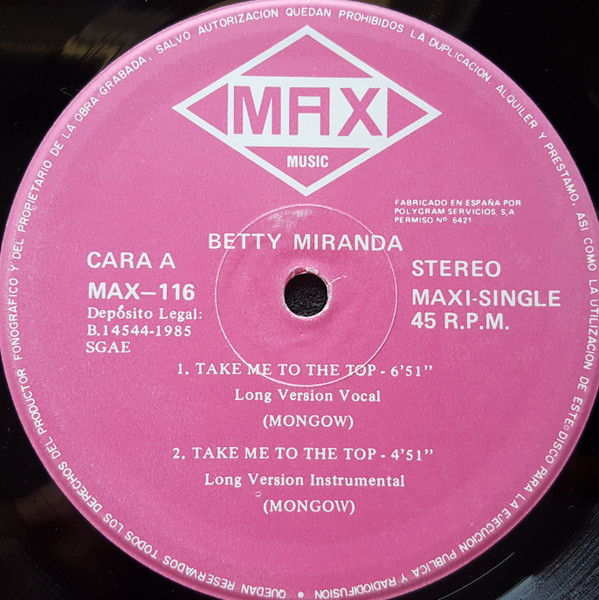 QUEDAN RESERVADOS TODOS LOS DERECHOS DEL PRODUCTOR FONOGRAFICO Y DEL PROPIETARIO DE LA OBRA GRABADA, SALVO AUTORIZACION QUEDAN PROHIBIDOS LA DUPLICACION, ALQUILER Y PRESTAMO, ASI COMO LA UTILIZACION DE ESTE DISCO PARA LA EJECUCION PUBLICA Y RADIODIFUSION •
MAX
MUSIC
FABRICADO EN ESPAÑA POR
POLYGRAM SERVICIOS, S,A
PERMISO Nº 6421
BETTY MIRANDA
CARA A
MAX—116
Depósito Legal:
B.14544-1985
SGAE
STEREO
MAXI-SINGLE
45 R.P.M.
1. TAKE ME TO THE TOP - 6'51"
Long Version Vocal
(MONGOW)
2. TAKE ME TO THE TOP - 4'51"
Long Version Instrumental
(MONGOW)